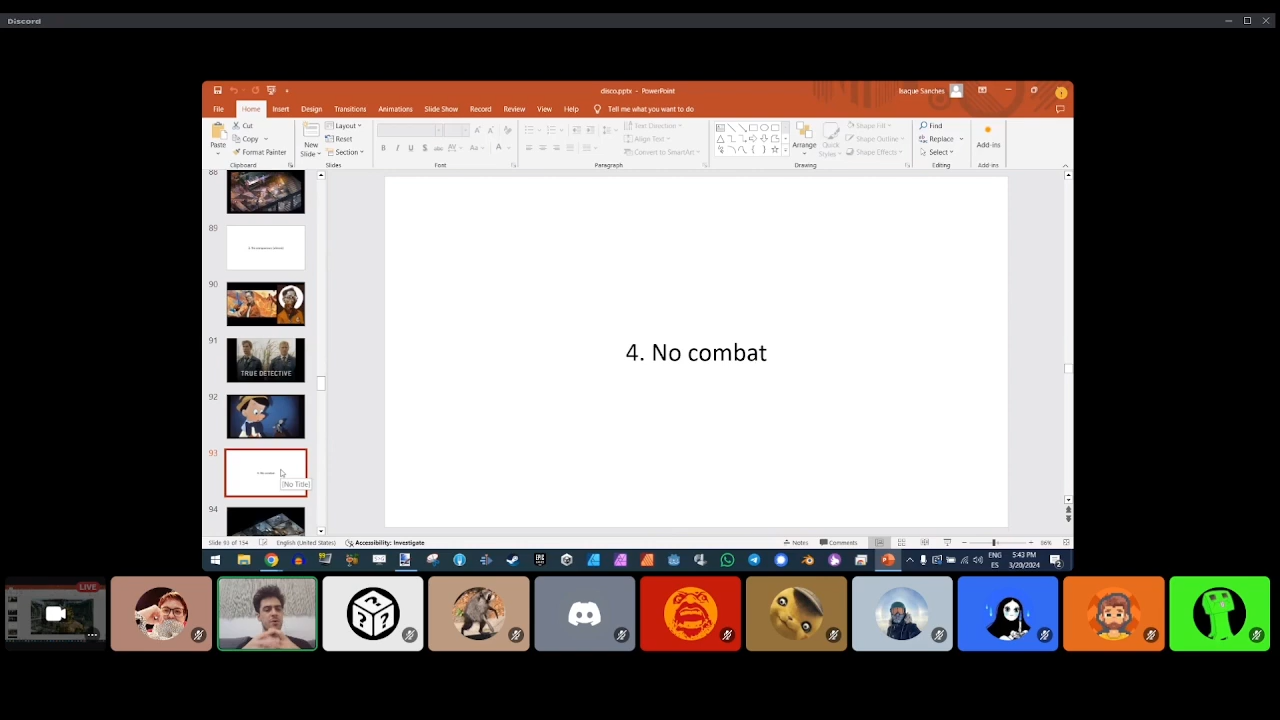 Discord
disco.pptx - PowerPoint
Isaque Sanches
File Home Insert Design Transitions Animations Slide Show Record Review View Help Tell me what you want to do
Paste
Cut
Copy
Format Painter
Clipboard
New
Slide
Layout
Reset
Section
Slides
Font
Text Direction
Align Text
Convert to SmartArt
Paragraph
Arrange
Quick
Styles
Shape Fill
Shape Outline
Shape Effects
Drawing
Find
Replace
Select
Editing
Add-ins
Add-ins
88
89
90
91
TRUE DETECTIVE
92
93
[No Title]
94
4. No combat
Slide 93 of 154
English (United States)
Accessibility: Investigate
Notes
Comments
66%
ENG
ES
5:43 PM
3/20/2024
LIVE